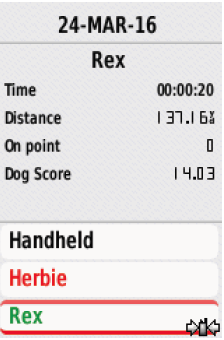 24-MAR-16
Rex
Time 00:00:20
Distance 137.16
On point 0
Dog Score 14.03
Handheld
Herbie
Rex